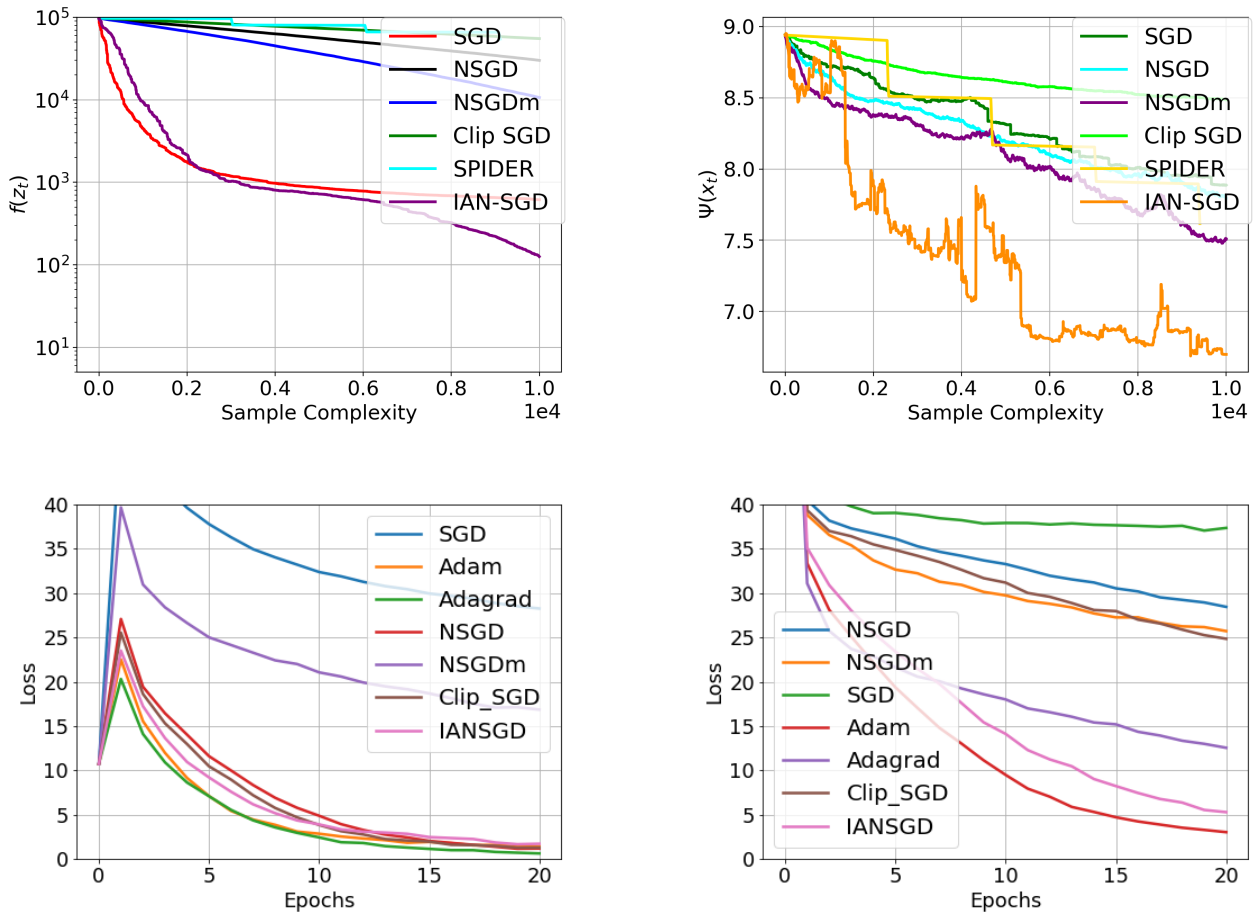 10^5
10^4
10^3
10^2
10^1
f(z_t)
0.0 0.2 0.4 0.6 0.8 1.0
Sample Complexity 1e4
SGD
NSGD
NSGDm
Clip SGD
SPIDER
IAN-SGD
9.0
8.5
8.0
7.5
7.0
Ψ(x_t)
0.0 0.2 0.4 0.6 0.8 1.0
Sample Complexity 1e4
SGD
NSGD
NSGDm
Clip SGD
SPIDER
IAN-SGD
40
35
30
25
20
15
10
5
0
Loss
0 5 10 15 20
Epochs
SGD
Adam
Adagrad
NSGD
NSGDm
Clip_SGD
IANSGD
40
35
30
25
20
15
10
5
0
Loss
0 5 10 15 20
Epochs
NSGD
NSGDm
SGD
Adam
Adagrad
Clip_SGD
IANSGD